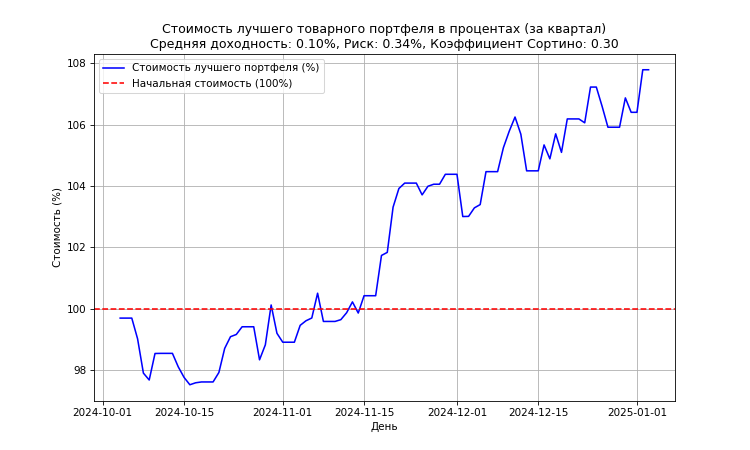 Стоимость лучшего товарного портфеля в процентах (за квартал)
Средняя доходность: 0.10%, Риск: 0.34%, Коэффициент Сортино: 0.30
Стоимость лучшего портфеля (%)
Начальная стоимость (100%)
Стоимость (%)
108
106
104
102
100
98
2024-10-01
2024-10-15
2024-11-01
2024-11-15
2024-12-01
2024-12-15
2025-01-01
День